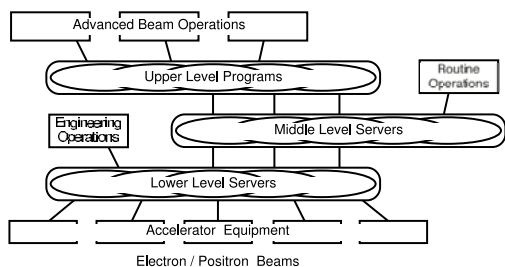 Advanced Beam Operations
Upper Level Programs
Routine
Operations
Engineering
Operations
Middle Level Servers
Lower Level Servers
Accelerator Equipment
Electron / Positron Beams